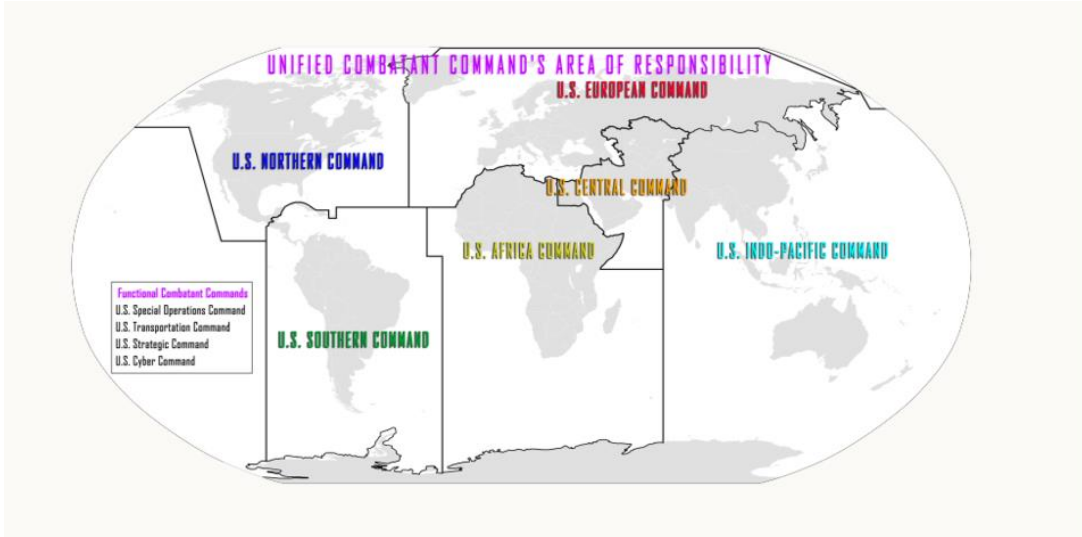 UNIFIED COMBATANT COMMAND'S AREA OF RESPONSIBILITY
U.S. EUROPEAN COMMAND
U.S. NORTHERN COMMAND
U.S. CENTRAL COMMAND
U.S. AFRICA COMMAND
U.S. INDO-PACIFIC COMMAND
Functional Combatant Commands
U.S. Special Operations Command
U.S. Transportation Command
U.S. Strategic Command
U.S. Cyber Command
U.S. SOUTHERN COMMAND